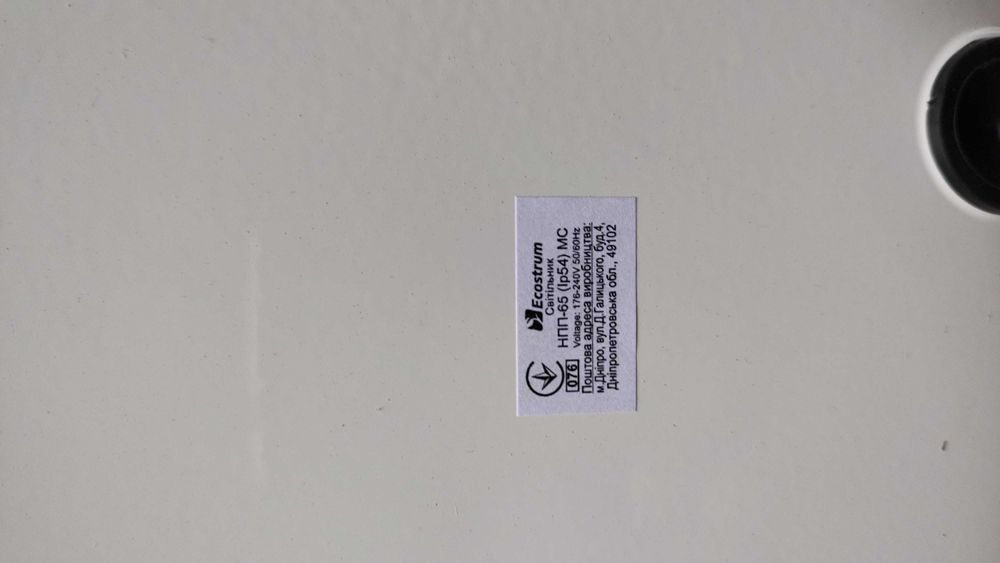 Ecostrum
Світільник
НПП-65 (Ip54) МС
Voltage: 176-240V 50/60Hz
076
Поштова адреса виробництва:
м.Дніпро, вул.Д.Галицького, буд.4,
Дніпропетровська обл., 49102